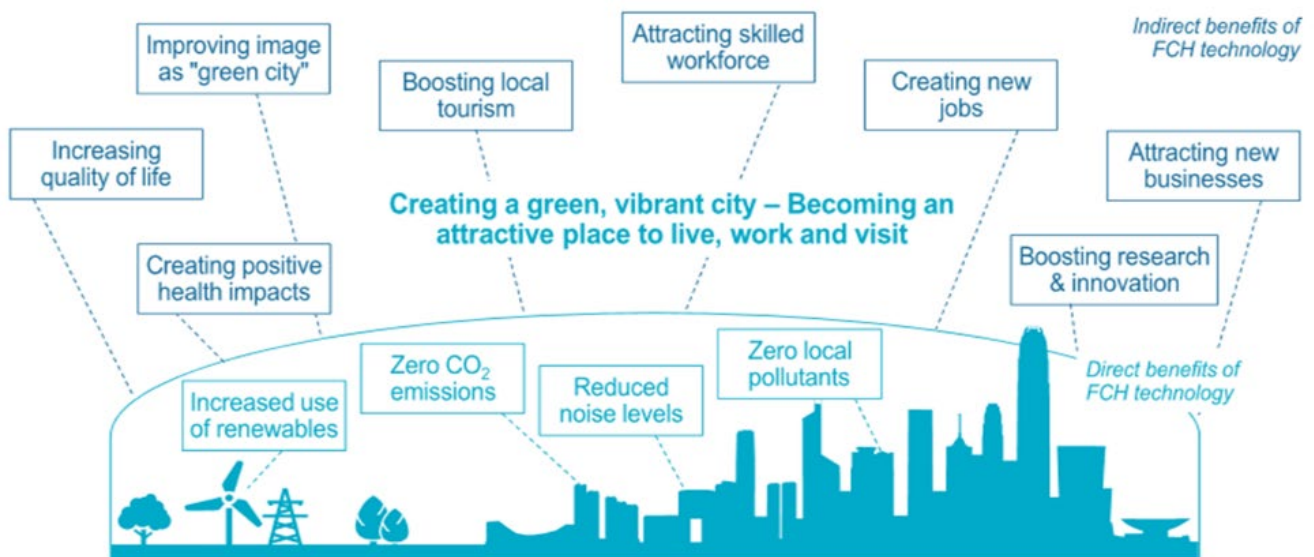 Improving image
as "green city"
Attracting skilled
workforce
Indirect benefits of
FCH technology
Boosting local
tourism
Creating new
jobs
Increasing
quality of life
Attracting new
businesses
Creating a green, vibrant city – Becoming an
attractive place to live, work and visit
Creating positive
health impacts
Boosting research
& innovation
Zero CO₂
emissions
Reduced
noise levels
Zero local
pollutants
Direct benefits of
FCH technology
Increased use
of renewables